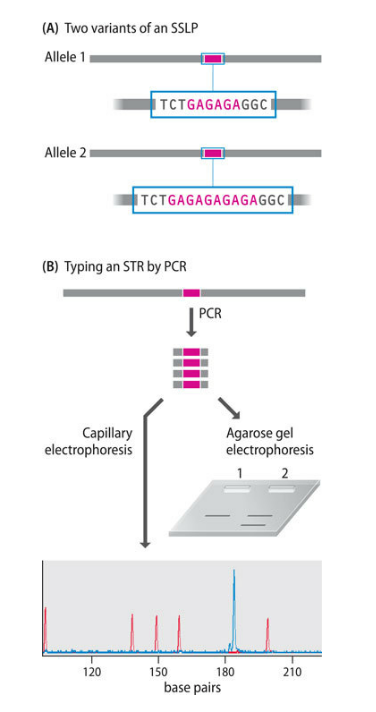 (A) Two variants of an SSLP
Allele 1
TCTGAGAGAGGC
Allele 2
TCTGAGAGAGAGAGGC
(B) Typing an STR by PCR
PCR
Capillary
electrophoresis
Agarose gel
electrophoresis
1 2
120 150 180 210
base pairs